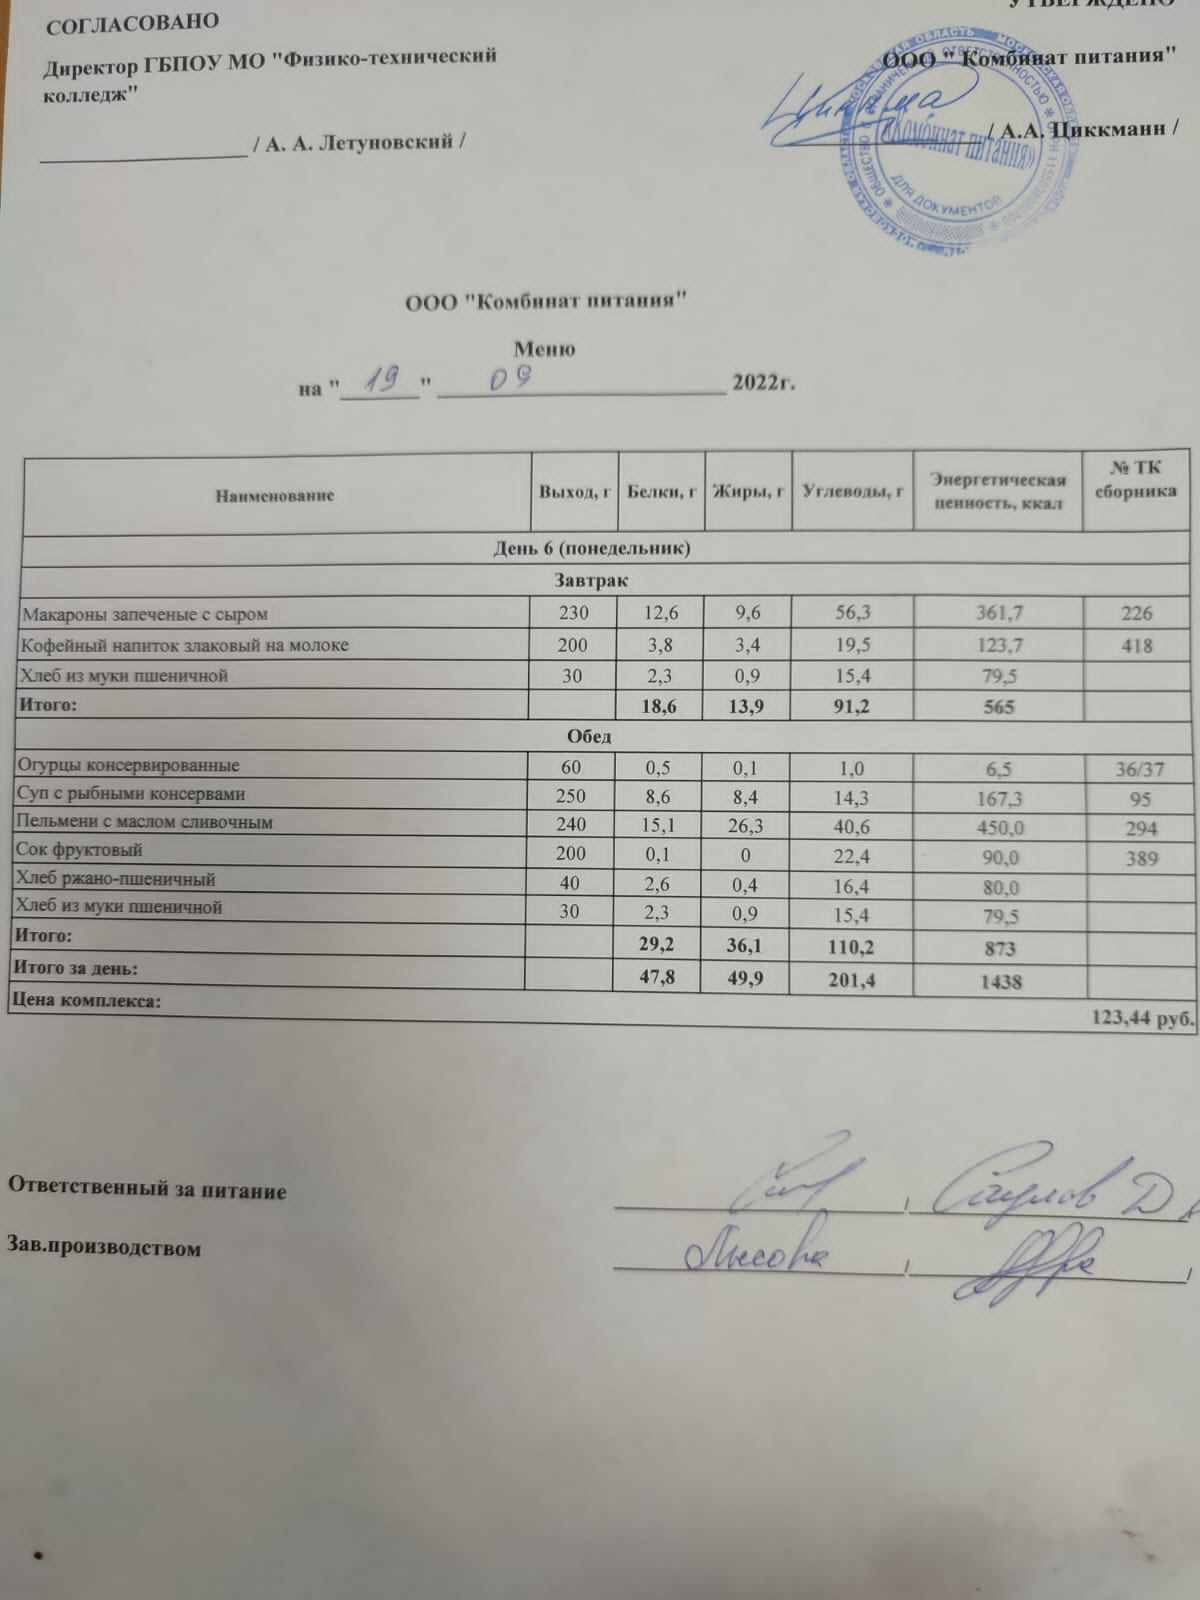 СОГЛАСОВАНО
УТВЕРЖДЕНО
Директор ГБПОУ МО "Физико-технический
колледж"
ООО " Комбинат питания"
/ А. А. Летуновский /
/ А.А. Циккманн /
«Комбинат питания»
ДЛЯ ДОКУМЕНТОВ
ООО "Комбинат питания"
Меню
на " 19 " 09 2022г.
Наименование Выход, г Белки, г Жиры, г Углеводы, г Энергетическая ценность, ккал № ТК сборника
День 6 (понедельник)
Завтрак
Макароны запеченые с сыром 230 12,6 9,6 56,3 361,7 226
Кофейный напиток злаковый на молоке 200 3,8 3,4 19,5 123,7 418
Хлеб из муки пшеничной 30 2,3 0,9 15,4 79,5
Итого: 18,6 13,9 91,2 565
Обед
Огурцы консервированные 60 0,5 0,1 1,0 6,5 36/37
Суп с рыбными консервами 250 8,6 8,4 14,3 167,3 95
Пельмени с маслом сливочным 240 15,1 26,3 40,6 450,0 294
Сок фруктовый 200 0,1 0 22,4 90,0 389
Хлеб ржано-пшеничный 40 2,6 0,4 16,4 80,0
Хлеб из муки пшеничной 30 2,3 0,9 15,4 79,5
Итого: 29,2 36,1 110,2 873
Итого за день: 47,8 49,9 201,4 1438
Цена комплекса: 123,44 руб.
Ответственный за питание
Зав.производством